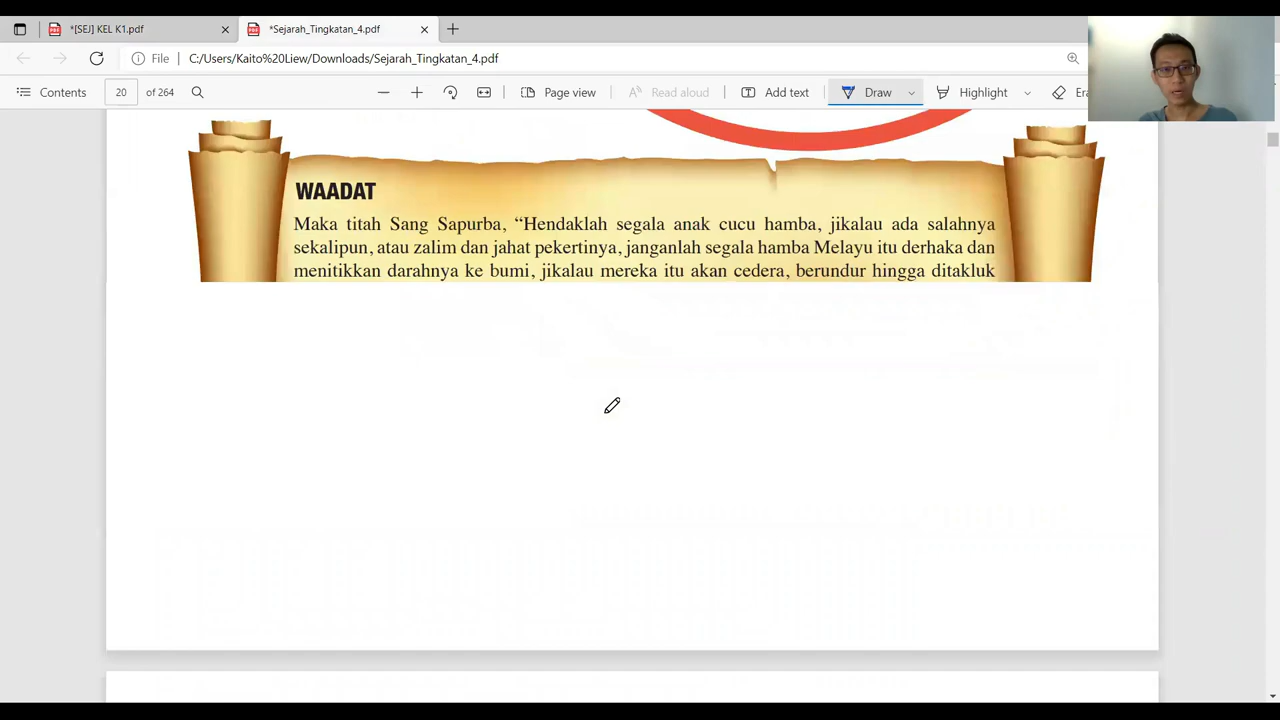 *[SEJ] KEL K1.pdf
*Sejarah_Tingkatan_4.pdf
File
C:/Users/Kaito%20Liew/Downloads/Sejarah_Tingkatan_4.pdf
Contents
20
of 264
Page view
Read aloud
Add text
Draw
Highlight
Era
WAADAT
Maka titah Sang Sapurba, “Hendaklah segala anak cucu hamba, jikalau ada salahnya
sekalipun, atau zalim dan jahat pekertinya, janganlah segala hamba Melayu itu derhaka dan
menitikkan darahnya ke bumi, jikalau mereka itu akan cedera, berundur hingga ditakluk